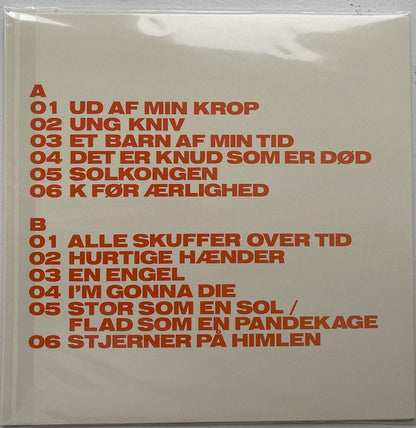 A
01 UD AF MIN KROP
02 UNG KNIV
03 ET BARN AF MIN TID
04 DET ER KNUD SOM ER DØD
05 SOLKONGEN
06 K FØR ÆRLIGHED
B
01 ALLE SKUFFER OVER TID
02 HURTIGE HÆNDER
03 EN ENGEL
04 I'M GONNA DIE
05 STOR SOM EN SOL /
FLAD SOM EN PANDEKAGE
06 STJERNER PÅ HIMLEN